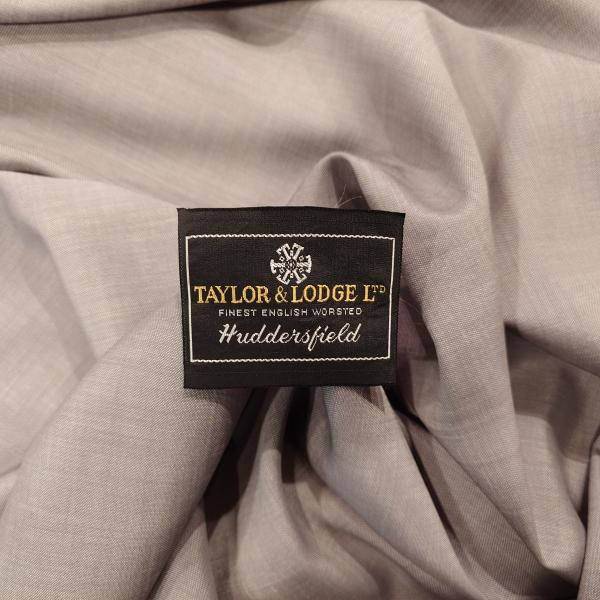 TAYLOR & LODGE LTD
FINEST ENGLISH WORSTED
Huddersfield